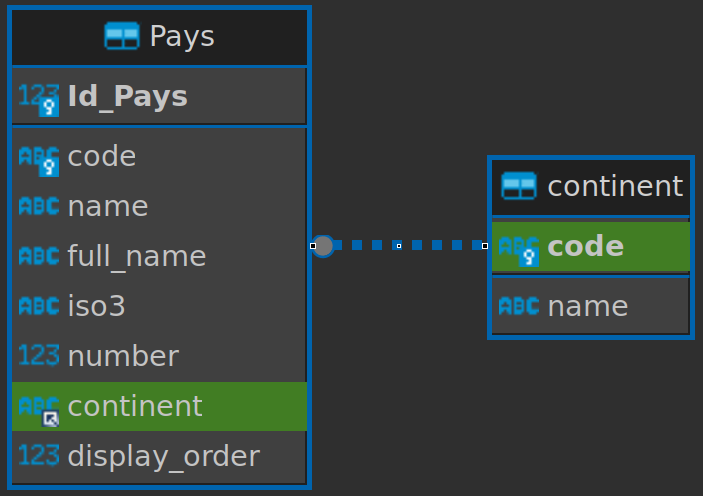 Pays
123 Id_Pays
ABC code
ABC name
ABC full_name
ABC iso3
123 number
ABC continent
123 display_order
continent
ABC code
ABC name